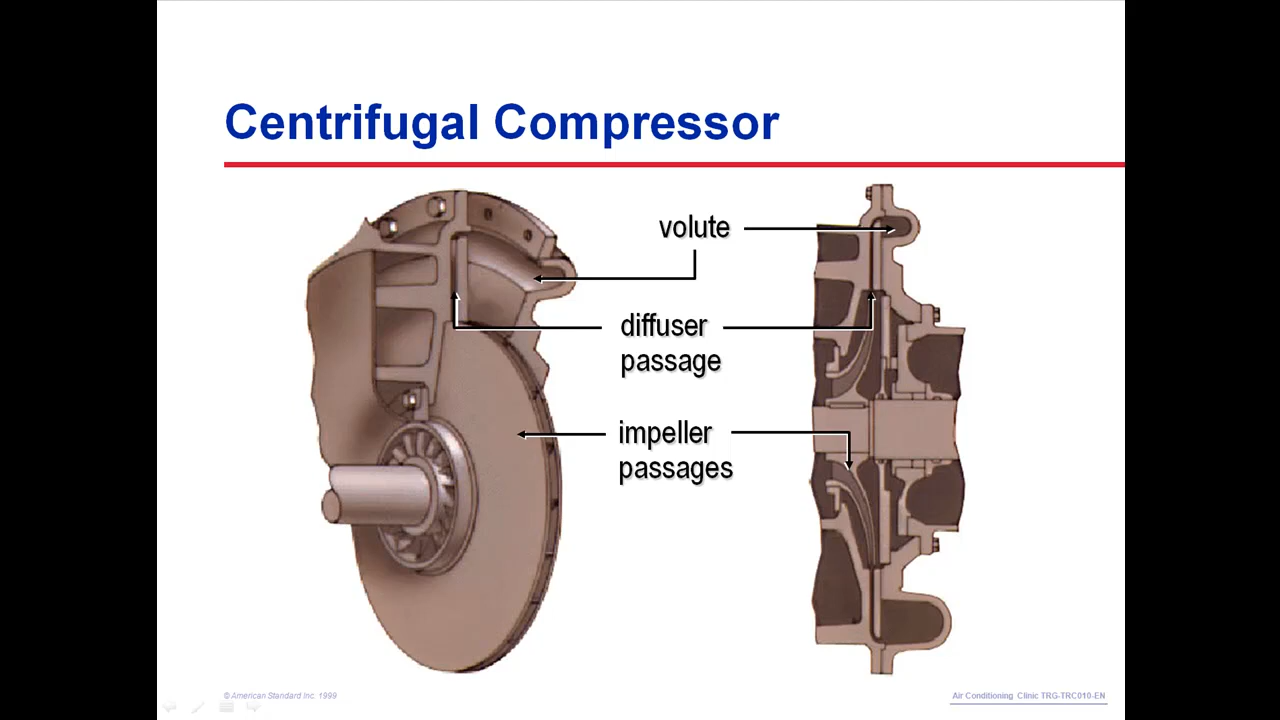 Centrifugal Compressor
volute
diffuser
passage
impeller
passages
© American Standard Inc. 1999
Air Conditioning Clinic TRG-TRC010-EN